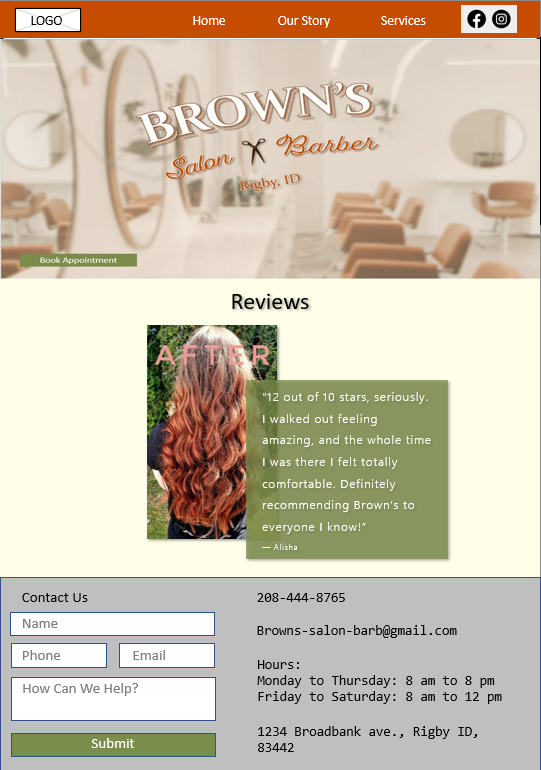 LOGO
Home
Our Story
Services
BROWN'S
Salon Barber
Rigby, ID
Book Appointment
Reviews
AFTER
"12 out of 10 stars, seriously.
I walked out feeling
amazing, and the whole time
I was there I felt totally
comfortable. Definitely
recommending Brown's to
everyone I know!"
— Alisha
Contact Us
Name
Phone
Email
How Can We Help?
Submit
208-444-8765
Browns-salon-barb@gmail.com
Hours:
Monday to Thursday: 8 am to 8 pm
Friday to Saturday: 8 am to 12 pm
1234 Broadbank ave., Rigby ID,
83442